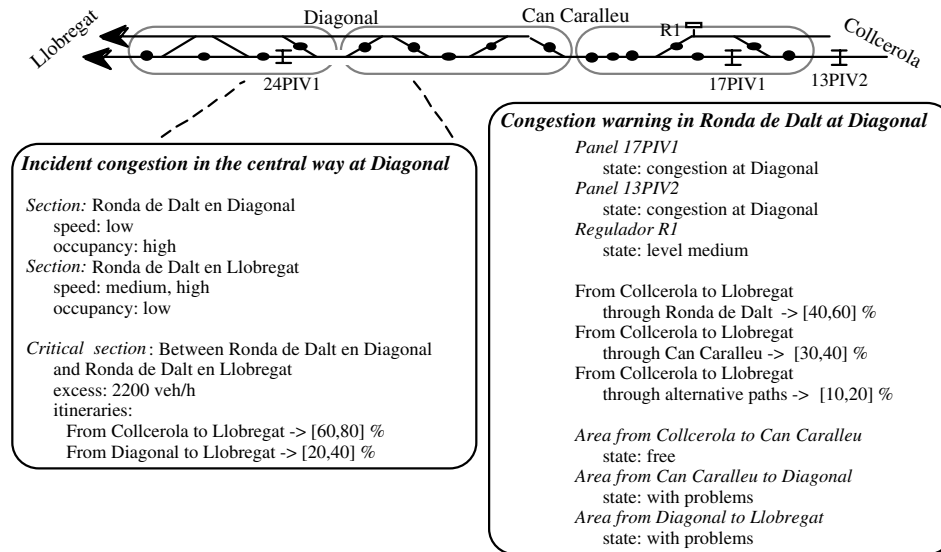 Diagonal
Can Caralleu
R1
Llobregat
Collcerola
24PIV1
17PIV1
13PIV2
Incident congestion in the central way at Diagonal
Section: Ronda de Dalt en Diagonal
speed: low
occupancy: high
Section: Ronda de Dalt en Llobregat
speed: medium, high
occupancy: low
Critical section : Between Ronda de Dalt en Diagonal
and Ronda de Dalt en Llobregat
excess: 2200 veh/h
itineraries:
From Collcerola to Llobregat -> [60,80] %
From Diagonal to Llobregat -> [20,40] %
Congestion warning in Ronda de Dalt at Diagonal
Panel 17PIV1
state: congestion at Diagonal
Panel 13PIV2
state: congestion at Diagonal
Regulador R1
state: level medium
From Collcerola to Llobregat
through Ronda de Dalt -> [40,60] %
From Collcerola to Llobregat
through Can Caralleu -> [30,40] %
From Collcerola to Llobregat
through alternative paths -> [10,20] %
Area from Collcerola to Can Caralleu
state: free
Area from Can Caralleu to Diagonal
state: with problems
Area from Diagonal to Llobregat
state: with problems